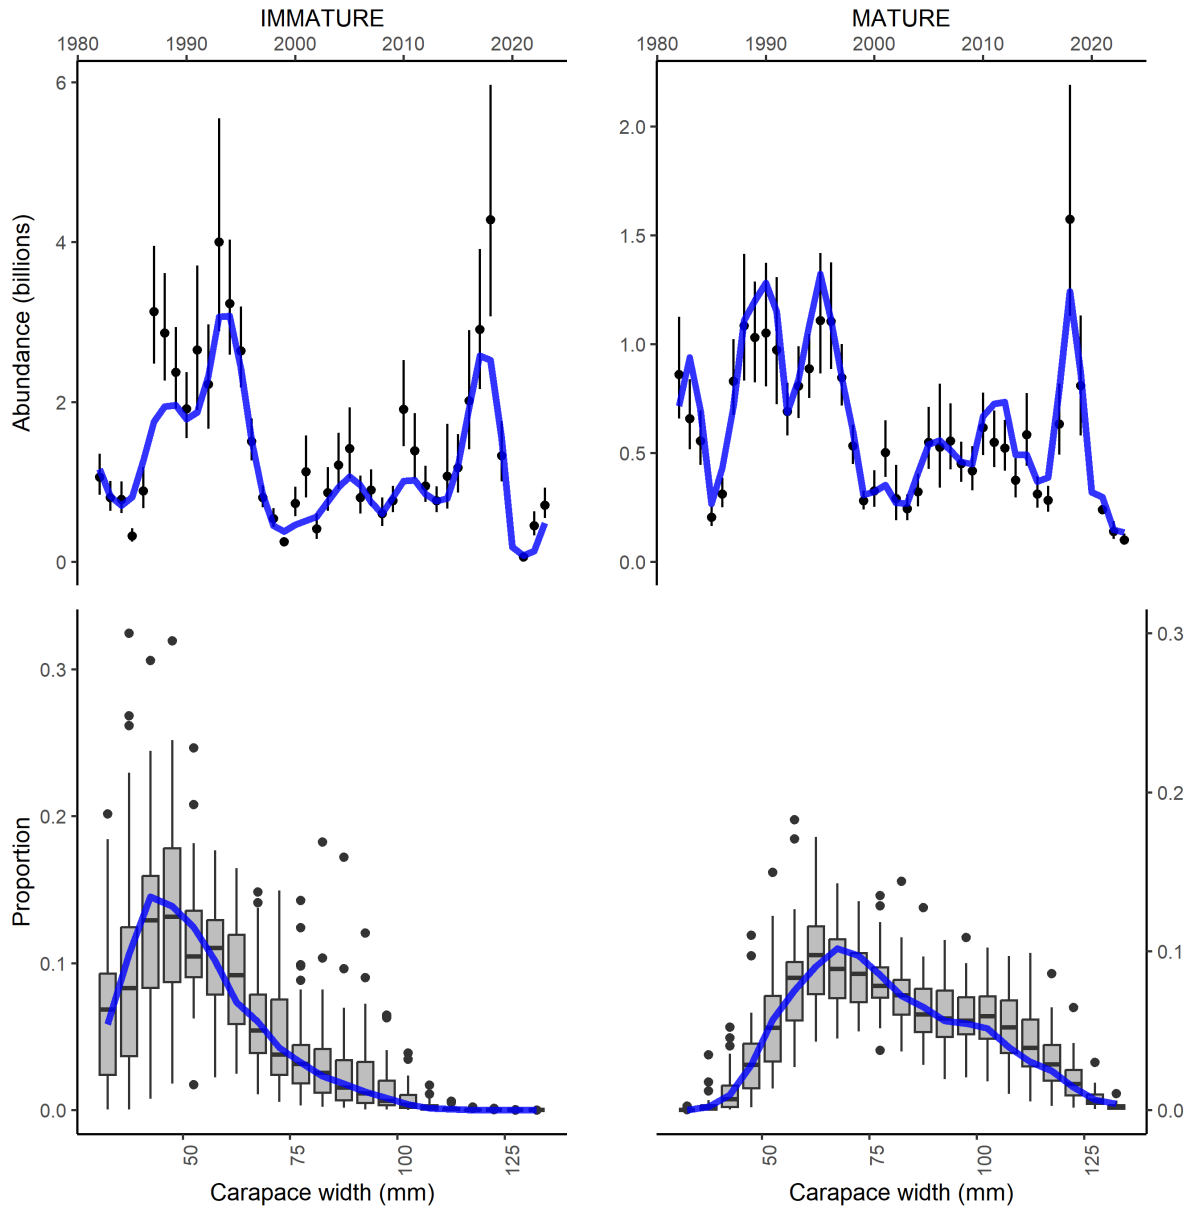 IMMATURE MATURE
1980 1990 2000 2010 2020 1980 1990 2000 2010 2020
Abundance (billions)
6
4
2
0
2.0
1.5
1.0
0.5
0.0
Proportion
0.3
0.2
0.1
0.0
0.3
0.2
0.1
0.0
50 75 100 125 50 75 100 125
Carapace width (mm) Carapace width (mm)